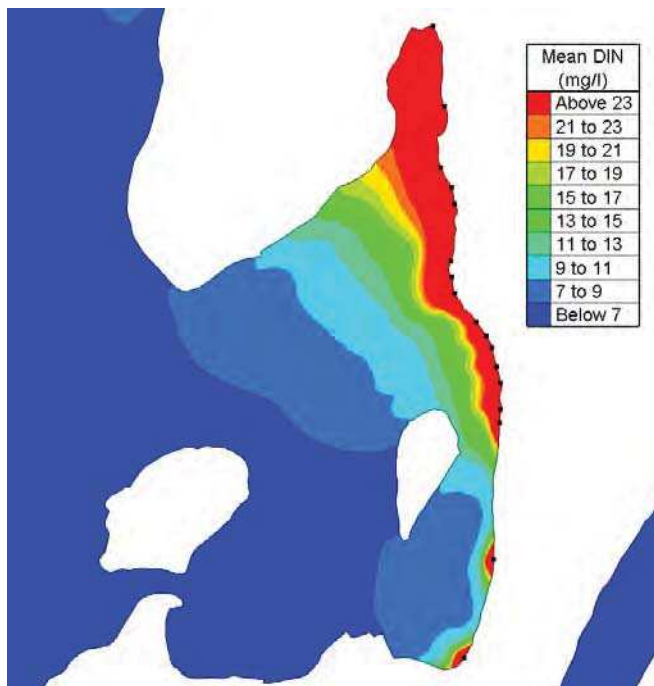 Mean DIN
(mg/l)
Above 23
21 to 23
19 to 21
17 to 19
15 to 17
13 to 15
11 to 13
9 to 11
7 to 9
Below 7